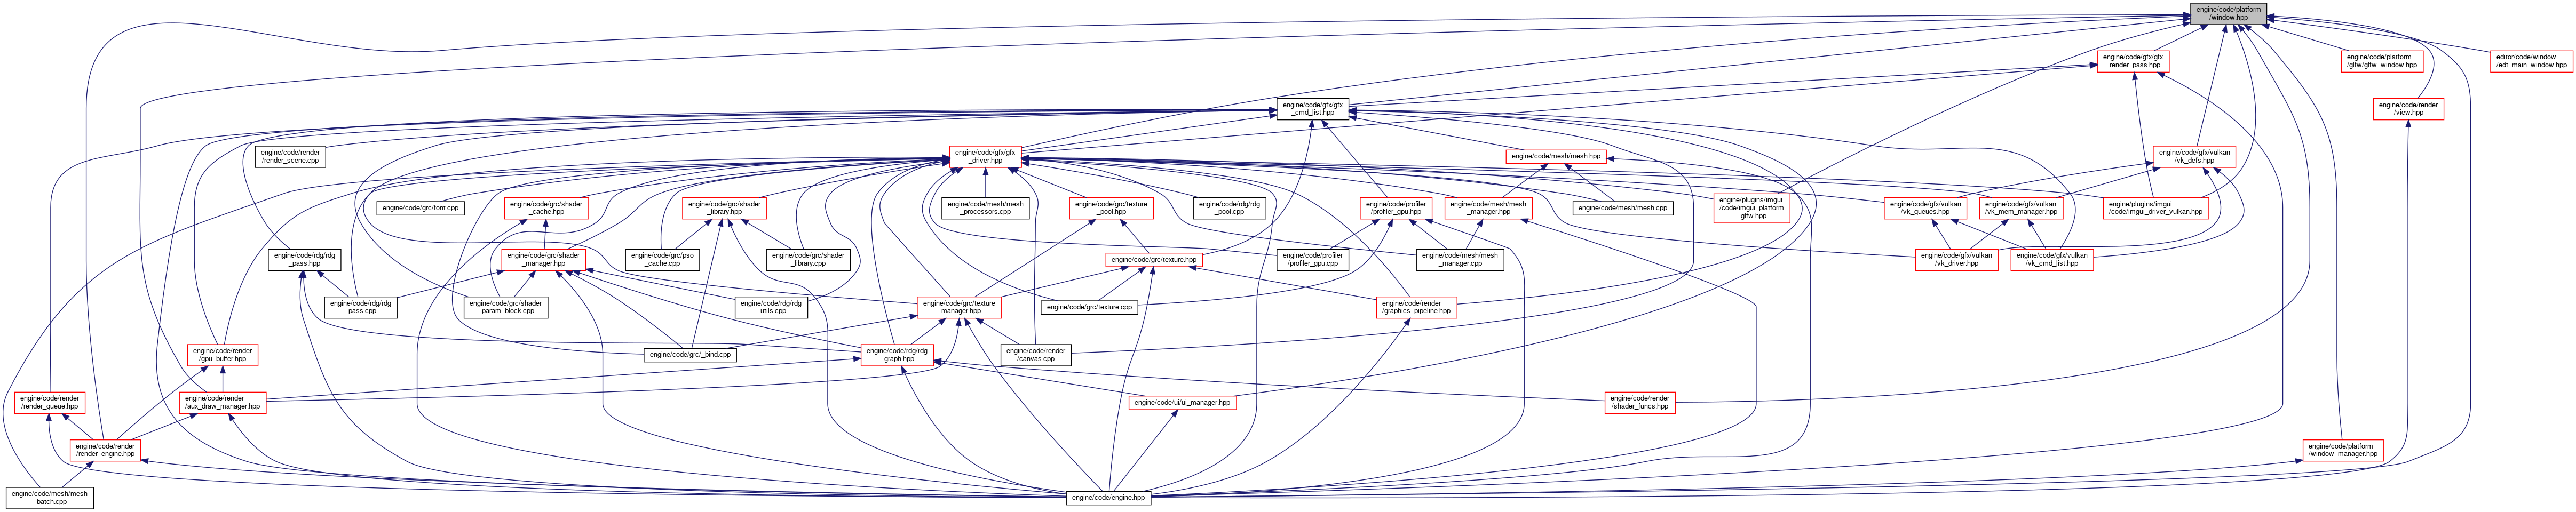 engine/code/platform
/window.hpp
engine/code/gfx/gfx
_render_pass.hpp
engine/code/platform
/glfw/glfw_window.hpp
editor/code/window
/edt_main_window.hpp
engine/code/gfx/gfx
_cmd_list.hpp
engine/code/render
/view.hpp
engine/code/render
/render_scene.cpp
engine/code/gfx/gfx
_driver.hpp
engine/code/mesh/mesh.hpp
engine/code/gfx/vulkan
/vk_defs.hpp
engine/code/grc/font.cpp
engine/code/grc/shader
_cache.hpp
engine/code/grc/shader
_library.hpp
engine/code/mesh/mesh
_processors.cpp
engine/code/grc/texture
_pool.hpp
engine/code/rdg/rdg
_pool.cpp
engine/code/profiler
/profiler_gpu.hpp
engine/code/mesh/mesh
_manager.hpp
engine/code/mesh/mesh.cpp
engine/plugins/imgui
/code/imgui_platform
_glfw.hpp
engine/code/gfx/vulkan
/vk_queues.hpp
engine/code/gfx/vulkan
/vk_mem_manager.hpp
engine/plugins/imgui
/code/imgui_driver_vulkan.hpp
engine/code/rdg/rdg
_pass.hpp
engine/code/grc/shader
_manager.hpp
engine/code/grc/pso
_cache.cpp
engine/code/grc/shader
_library.cpp
engine/code/grc/texture.hpp
engine/code/profiler
/profiler_gpu.cpp
engine/code/mesh/mesh
_manager.cpp
engine/code/gfx/vulkan
/vk_driver.hpp
engine/code/gfx/vulkan
/vk_cmd_list.hpp
engine/code/rdg/rdg
_pass.cpp
engine/code/grc/shader
_param_block.cpp
engine/code/rdg/rdg
_utils.cpp
engine/code/grc/texture
_manager.hpp
engine/code/grc/texture.cpp
engine/code/render
/graphics_pipeline.hpp
engine/code/render
/gpu_buffer.hpp
engine/code/grc/_bind.cpp
engine/code/rdg/rdg
_graph.hpp
engine/code/render
/canvas.cpp
engine/code/render
/render_queue.hpp
engine/code/render
/aux_draw_manager.hpp
engine/code/ui/ui_manager.hpp
engine/code/render
/shader_funcs.hpp
engine/code/render
/render_engine.hpp
engine/code/platform
/window_manager.hpp
engine/code/mesh/mesh
_batch.cpp
engine/code/engine.hpp